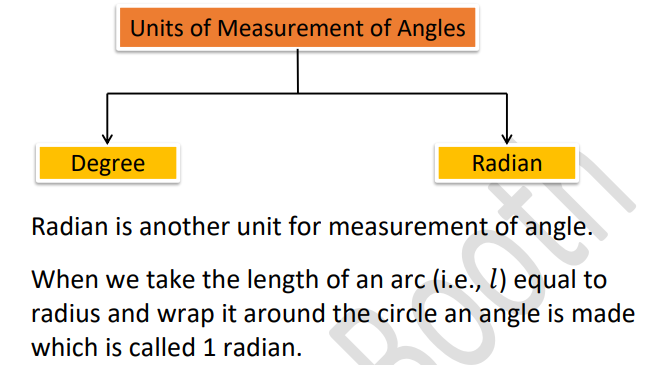 Units of Measurement of Angles
Degree
Radian
Radian is another unit for measurement of angle.
When we take the length of an arc (i.e., l) equal to
radius and wrap it around the circle an angle is made
which is called 1 radian.
Booth